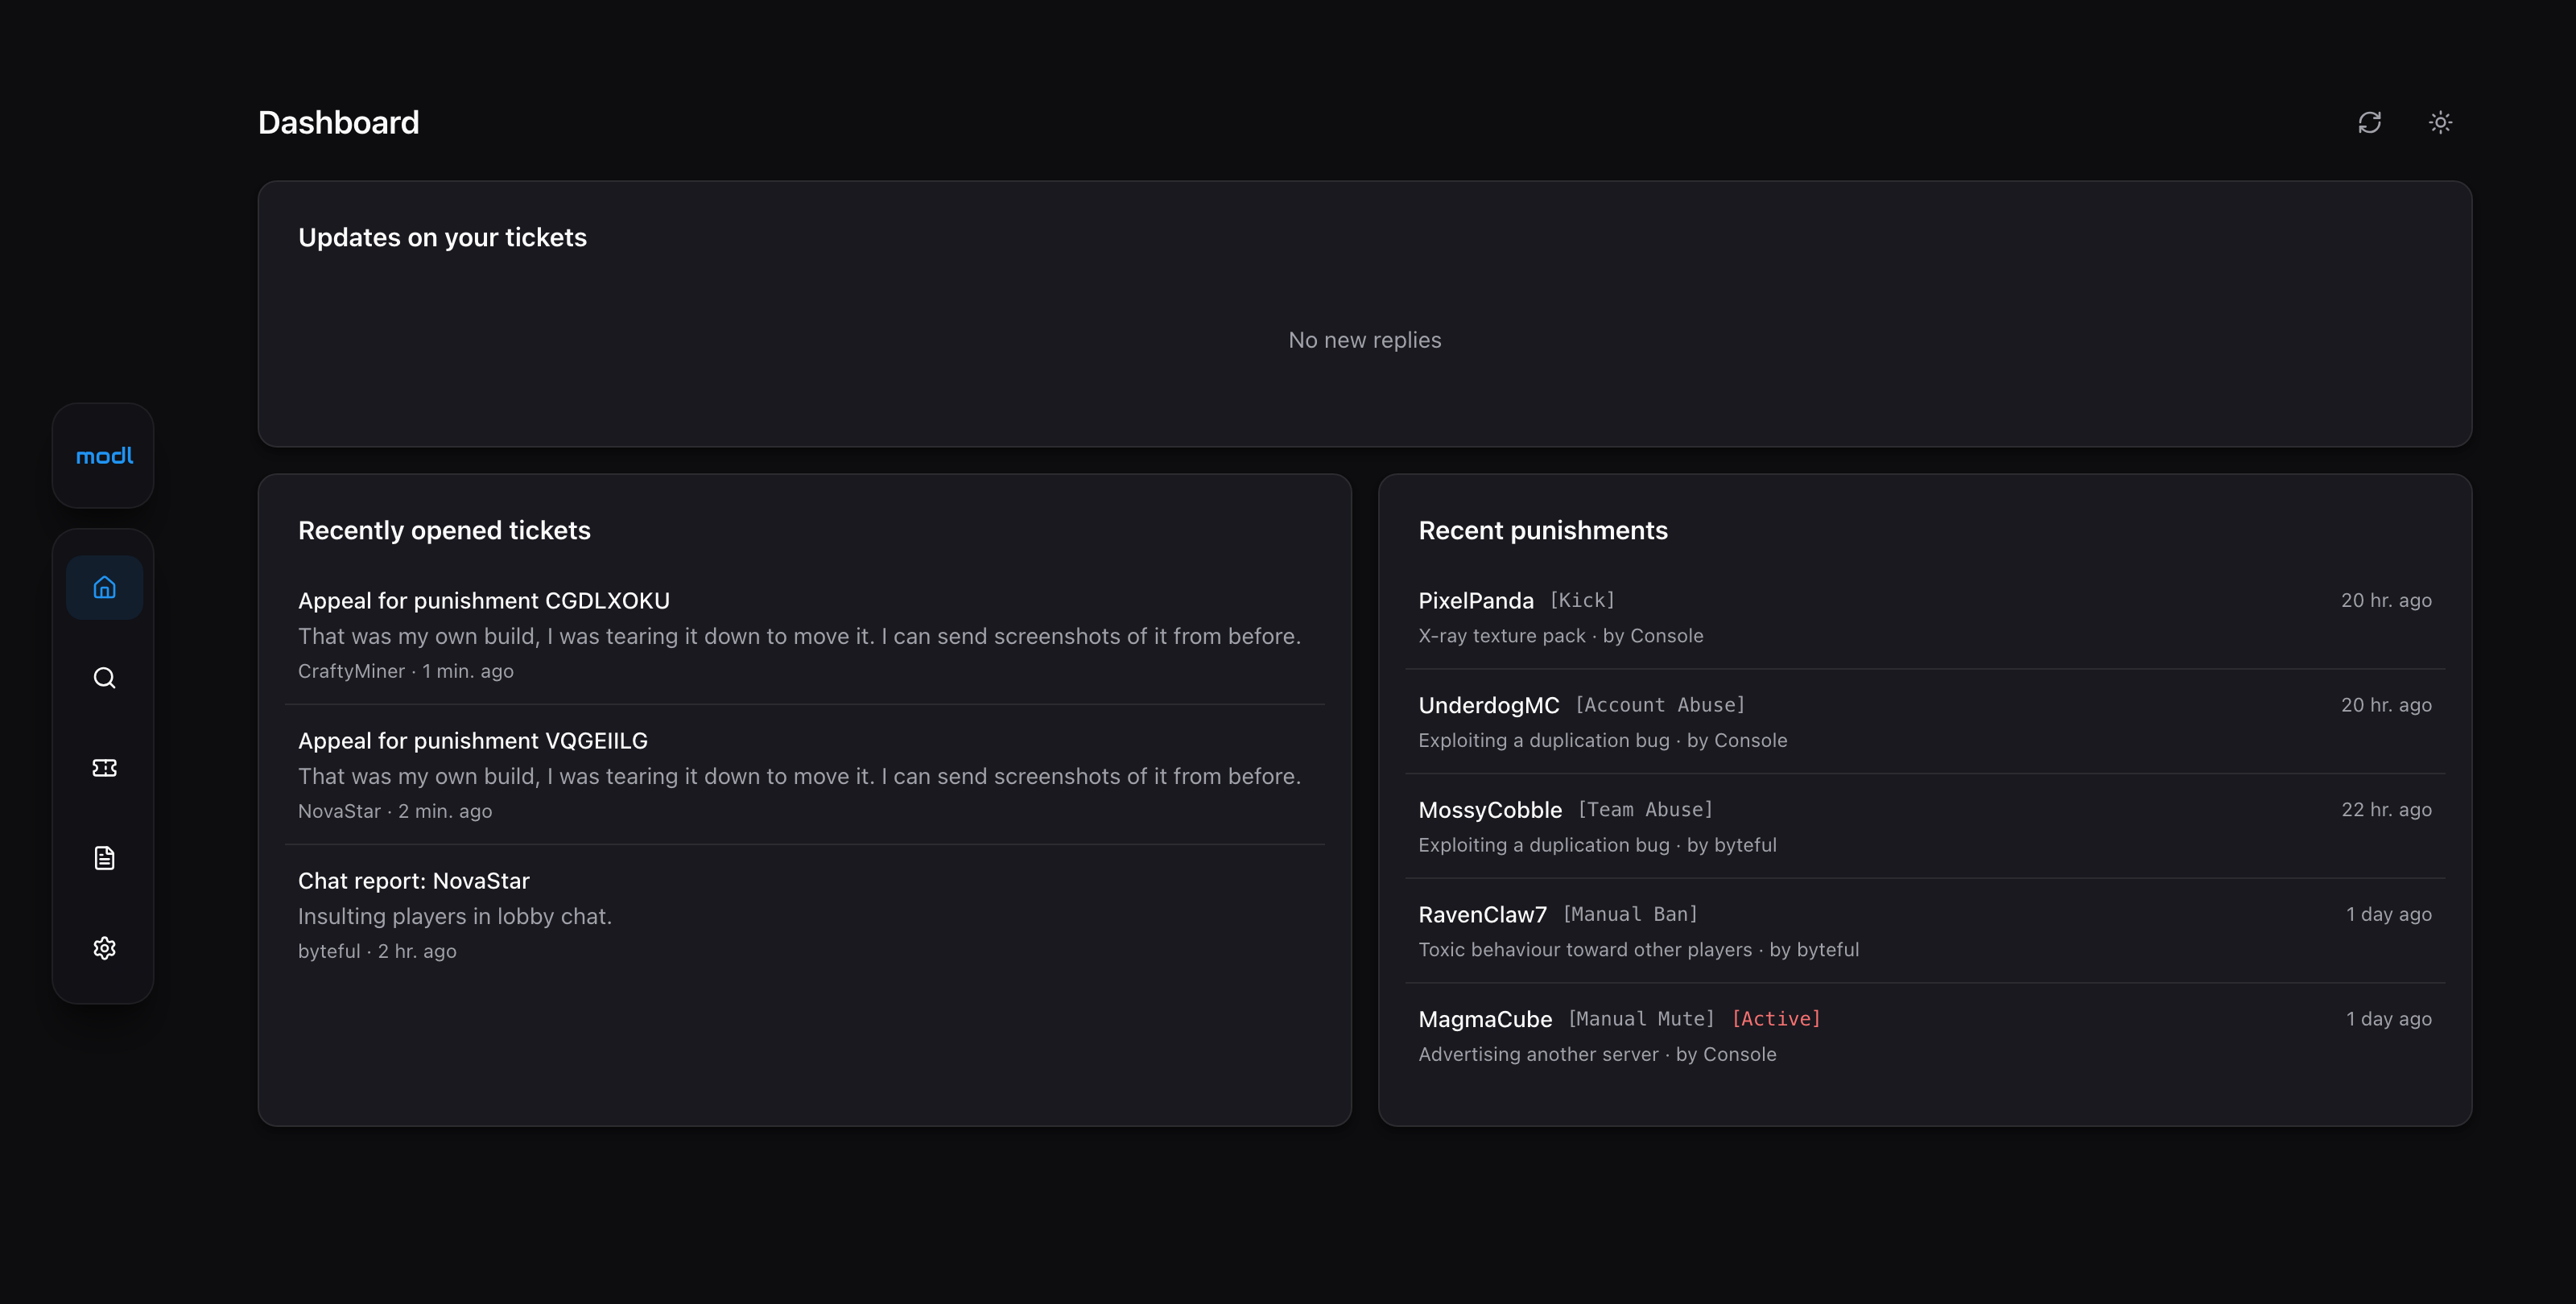 Dashboard
Updates on your tickets
No new replies
modl
Recently opened tickets
Appeal for punishment CGDLXOKU
That was my own build, I was tearing it down to move it. I can send screenshots of it from before.
CraftyMiner · 1 min. ago
Appeal for punishment VQGEIILG
That was my own build, I was tearing it down to move it. I can send screenshots of it from before.
NovaStar · 2 min. ago
Chat report: NovaStar
Insulting players in lobby chat.
byteful · 2 hr. ago
Recent punishments
PixelPanda [Kick] 20 hr. ago
X-ray texture pack · by Console
UnderdogMC [Account Abuse] 20 hr. ago
Exploiting a duplication bug · by Console
MossyCobble [Team Abuse] 22 hr. ago
Exploiting a duplication bug · by byteful
RavenClaw7 [Manual Ban] 1 day ago
Toxic behaviour toward other players · by byteful
MagmaCube [Manual Mute] [Active] 1 day ago
Advertising another server · by Console